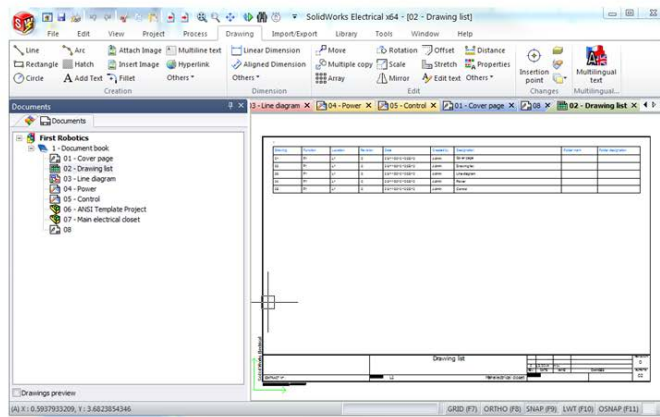 SolidWorks Electrical x64 - [02 - Drawing list]
File Edit View Project Process Drawing Import/Export Library Tools Window Help
Line Arc Attach Image Multiline text Linear Dimension Move Rotation Offset Distance
Rectangle Hatch Insert Image Hyperlink Aligned Dimension Multiple copy Scale Stretch Properties
Circle Add Text Fillet Others Others Array Mirror Edit text Others
Insertion point
Multilingual text
Creation Dimension Edit Changes Multilingual...
Documents
3 - Line diagram 04 - Power 05 - Control 01 - Cover page 08 02 - Drawing list
Documents
First Robotics
1 - Document book
01 - Cover page
02 - Drawing list
03 - Line diagram
04 - Power
05 - Control
06 - ANSI Template Project
07 - Main electrical closet
08
Drawing list
Drawings preview
(A) X : 0.5937933209, Y : 3.6823854346
GRID (F7) ORTHO (F8) SNAP (F9) LWT (F10) OSNAP (F11)